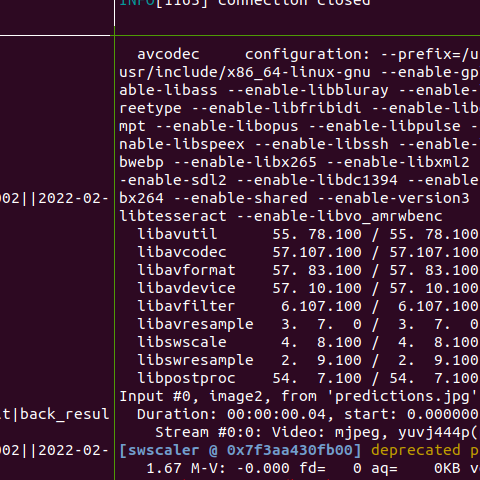 INFO[1103] connection closed
avcodec     configuration: --prefix=/u
usr/include/x86_64-linux-gnu --enable-gp
able-libass --enable-libbluray --enable-
reetype --enable-libfribidi --enable-lib
mpt --enable-libopus --enable-libpulse -
nable-libspeex --enable-libssh --enable-
bwebp --enable-libx265 --enable-libxml2
-enable-sdl2 --enable-libdc1394 --enable
002||2022-02-
bx264 --enable-shared --enable-version3
libtesseract --enable-libvo_amrwbenc
libavutil      55. 78.100 / 55. 78.100
libavcodec     57.107.100 / 57.107.100
libavformat    57. 83.100 / 57. 83.100
libavdevice    57. 10.100 / 57. 10.100
libavfilter     6.107.100 /  6.107.100
libavresample   3.  7.  0 /  3.  7.  0
libswscale      4.  8.100 /  4.  8.100
libswresample   2.  9.100 /  2.  9.100
libpostproc    54.  7.100 / 54.  7.100
Input #0, image2, from 'predictions.jpg'
t|back_resul
Duration: 00:00:00.04, start: 0.000000
Stream #0:0: Video: mjpeg, yuvj444p(
002||2022-02-
[swscaler @ 0x7f3aa430fb00] deprecated p
1.67 M-V: -0.000 fd=   0 aq=    0KB v